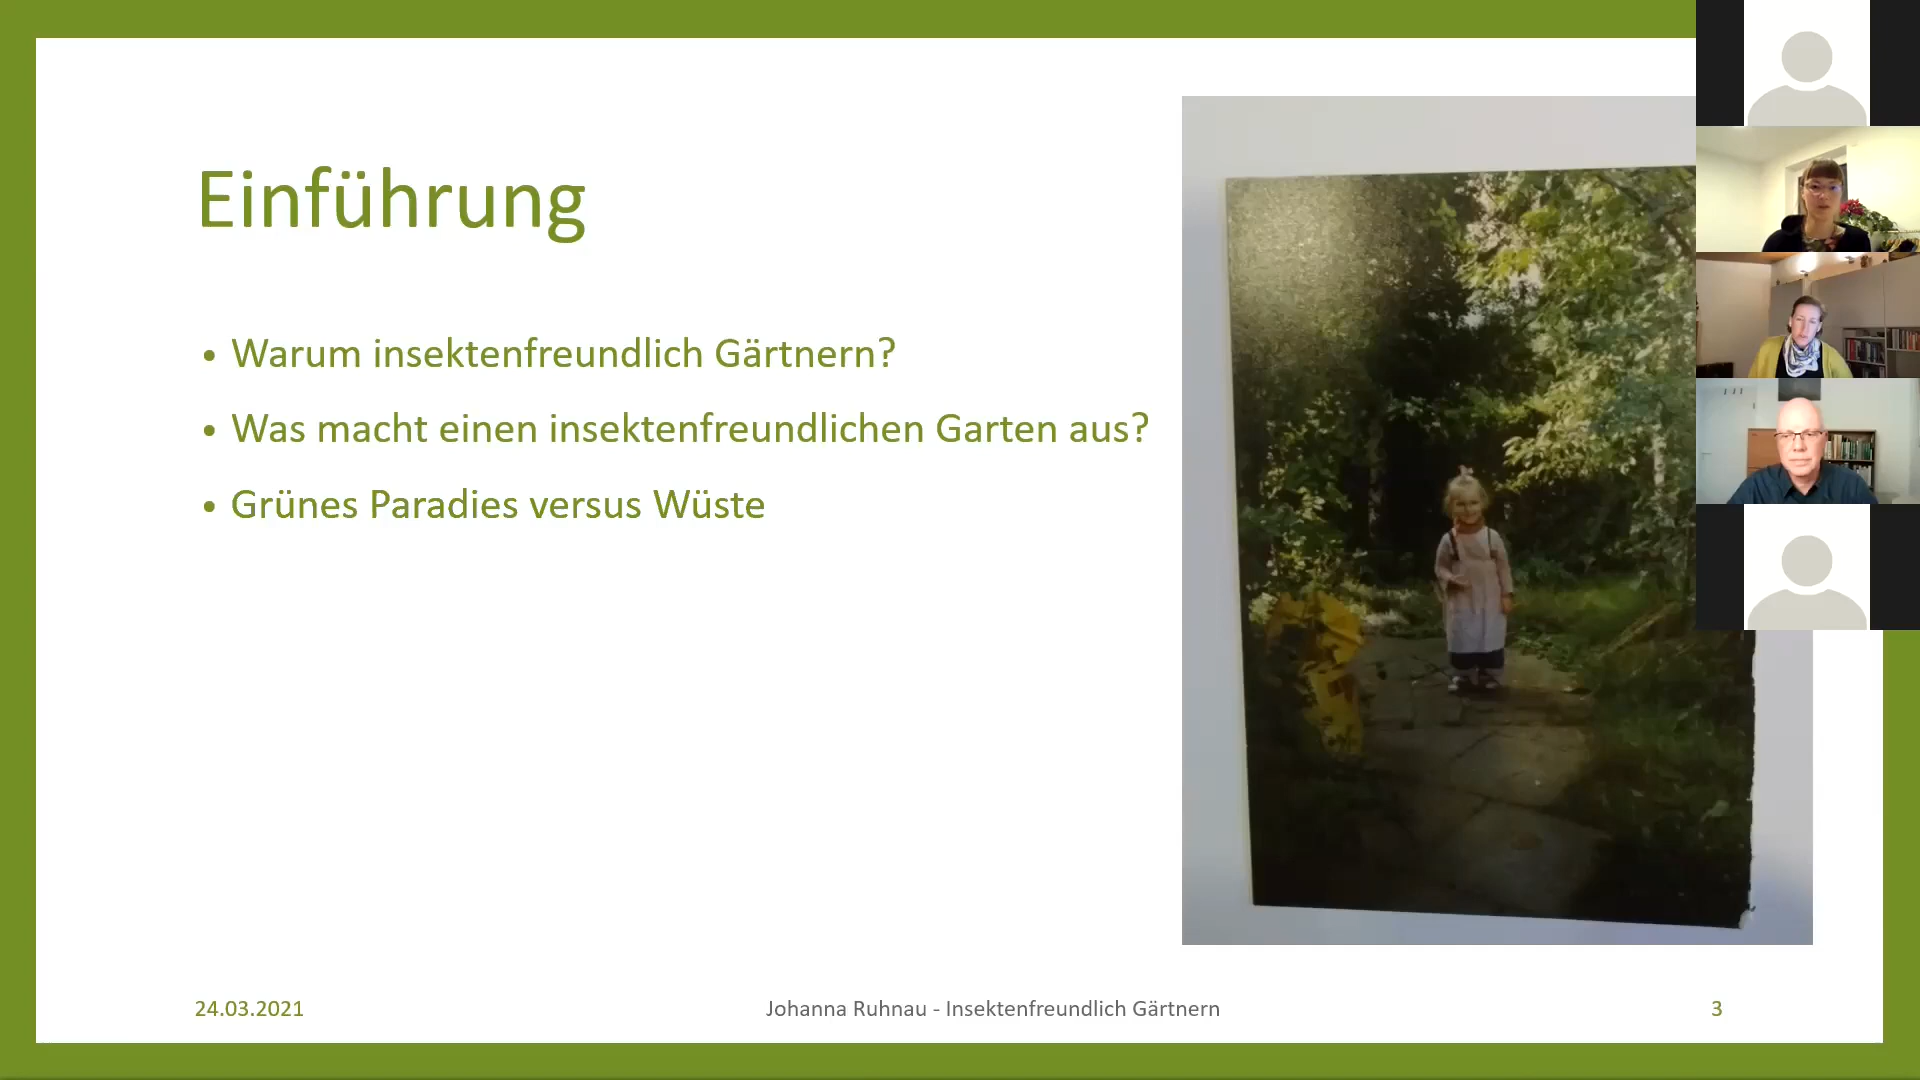 Einführung
• Warum insektenfreundlich Gärtnern?
• Was macht einen insektenfreundlichen Garten aus?
• Grünes Paradies versus Wüste
24.03.2021
Johanna Ruhnau - Insektenfreundlich Gärtnern
3